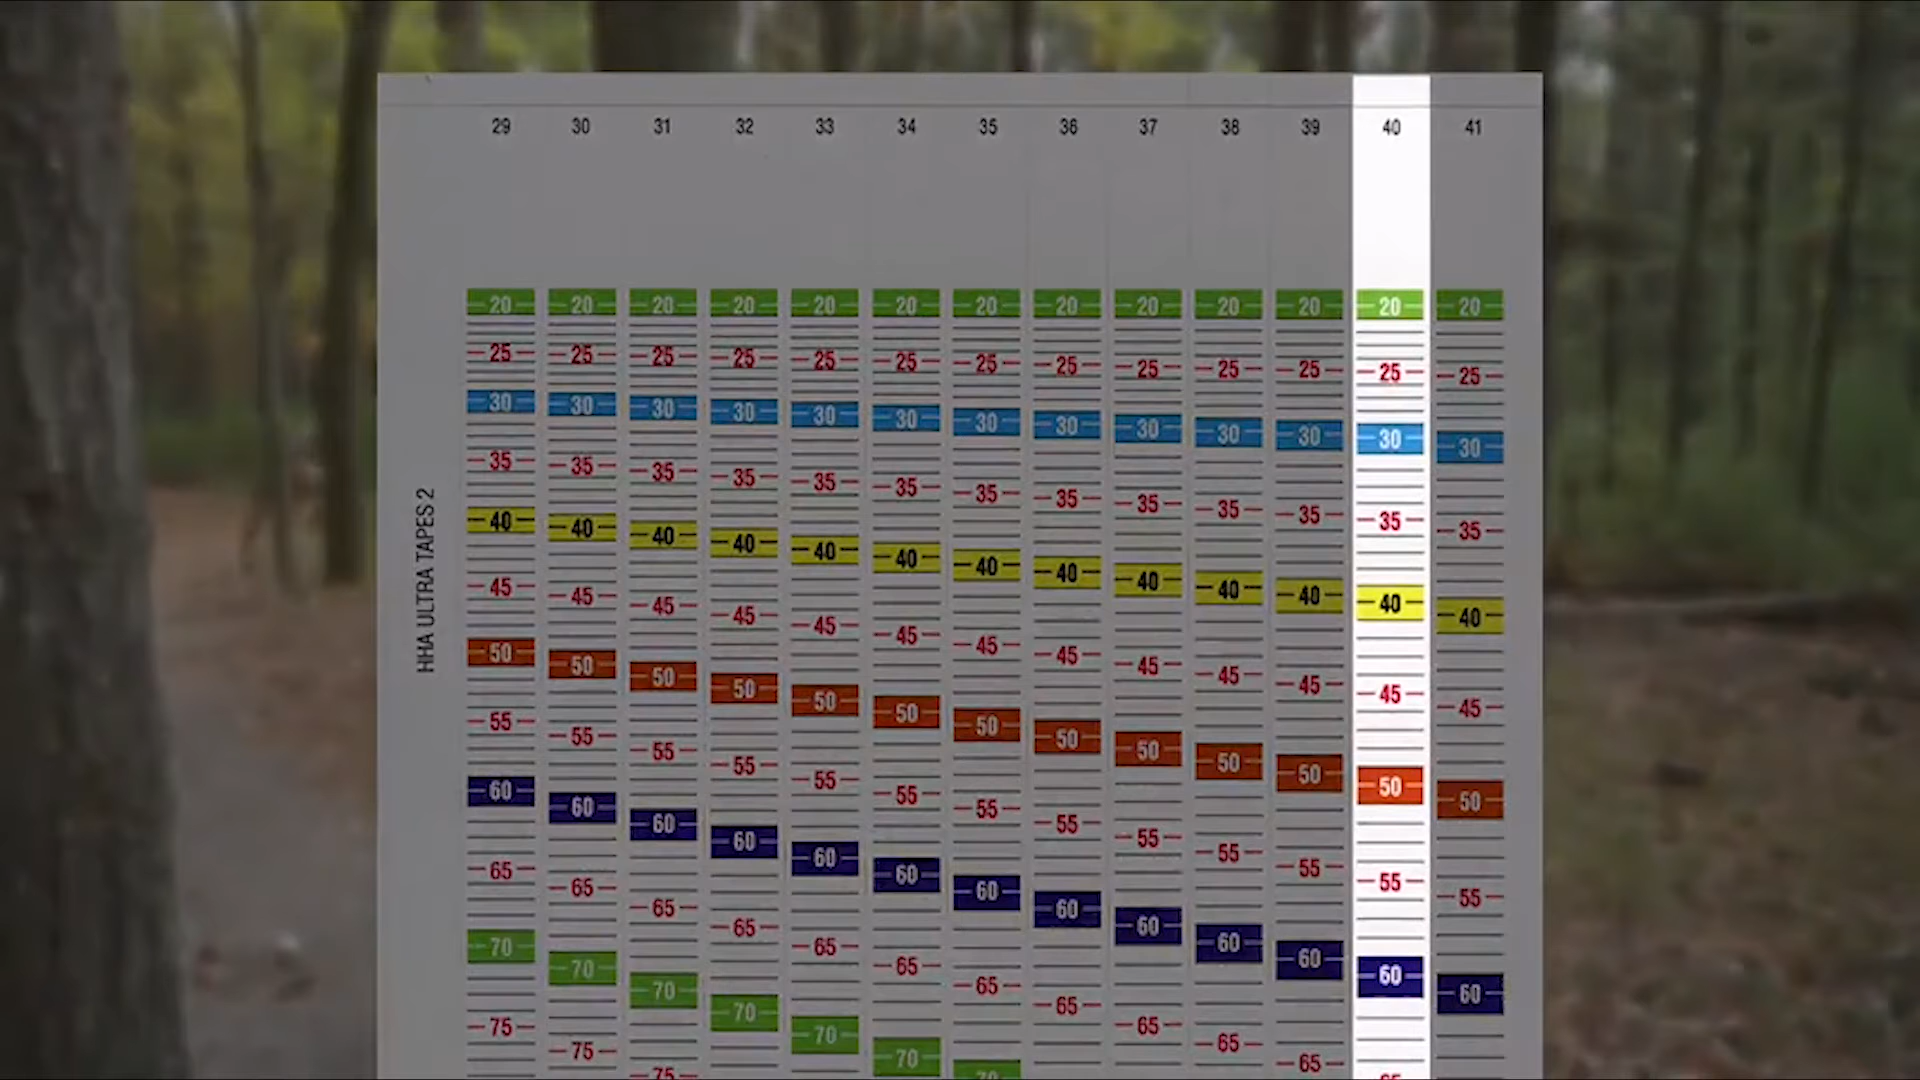 29 30 31 32 33 34 35 36 37 38 39 40 41
20 20 20 20 20 20 20 20 20 20 20 20 20
25 25 25 25 25 25 25 25 25 25 25 25 25
30 30 30 30 30 30 30 30 30 30 30 30 30
35 35 35 35 35 35 35 35 35 35 35 35 35
40 40 40 40 40 40 40 40 40 40 40 40 40
45 45 45 45 45 45 45 45 45 45 45 45 45
50 50 50 50 50 50 50 50 50 50 50 50 50
55 55 55 55 55 55 55 55 55 55 55 55 55
60 60 60 60 60 60 60 60 60 60 60 60 60
65 65 65 65 65 65 65 65 65 65 65
70 70 70 70 70 70 70
75 75 75
HHA ULTRA TAPES 2